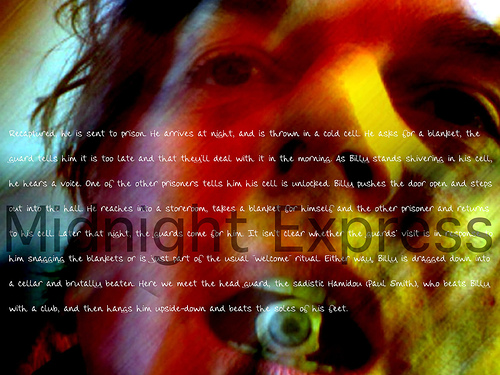 Recaptured, he is sent to prison. He arrives at night, and is thrown in a cold cell. He asks for a blanket, the
guard tells him it is too late and that they'll deal with it in the morning. As Billy stands shivering in his cell,
he hears a voice. One of the other prisoners tells him his cell is unlocked. Billy pushes the door open and steps
out into the hall. He reaches into a storeroom, takes a blanket for himself and the other prisoner and returns
Midnight Express
to his cell. Later that night, the guards come for him. It isn't clear whether the guards' visit is in response
him snagging the blankets or is just part of the usual "welcome" ritual. Either way, Billy is dragged down into
a cellar and brutally beaten. Here we meet the head guard, the sadistic Hamidou (Paul Smith), who beats Billy
with a club, and then hangs him upside-down and beats the soles of his feet.